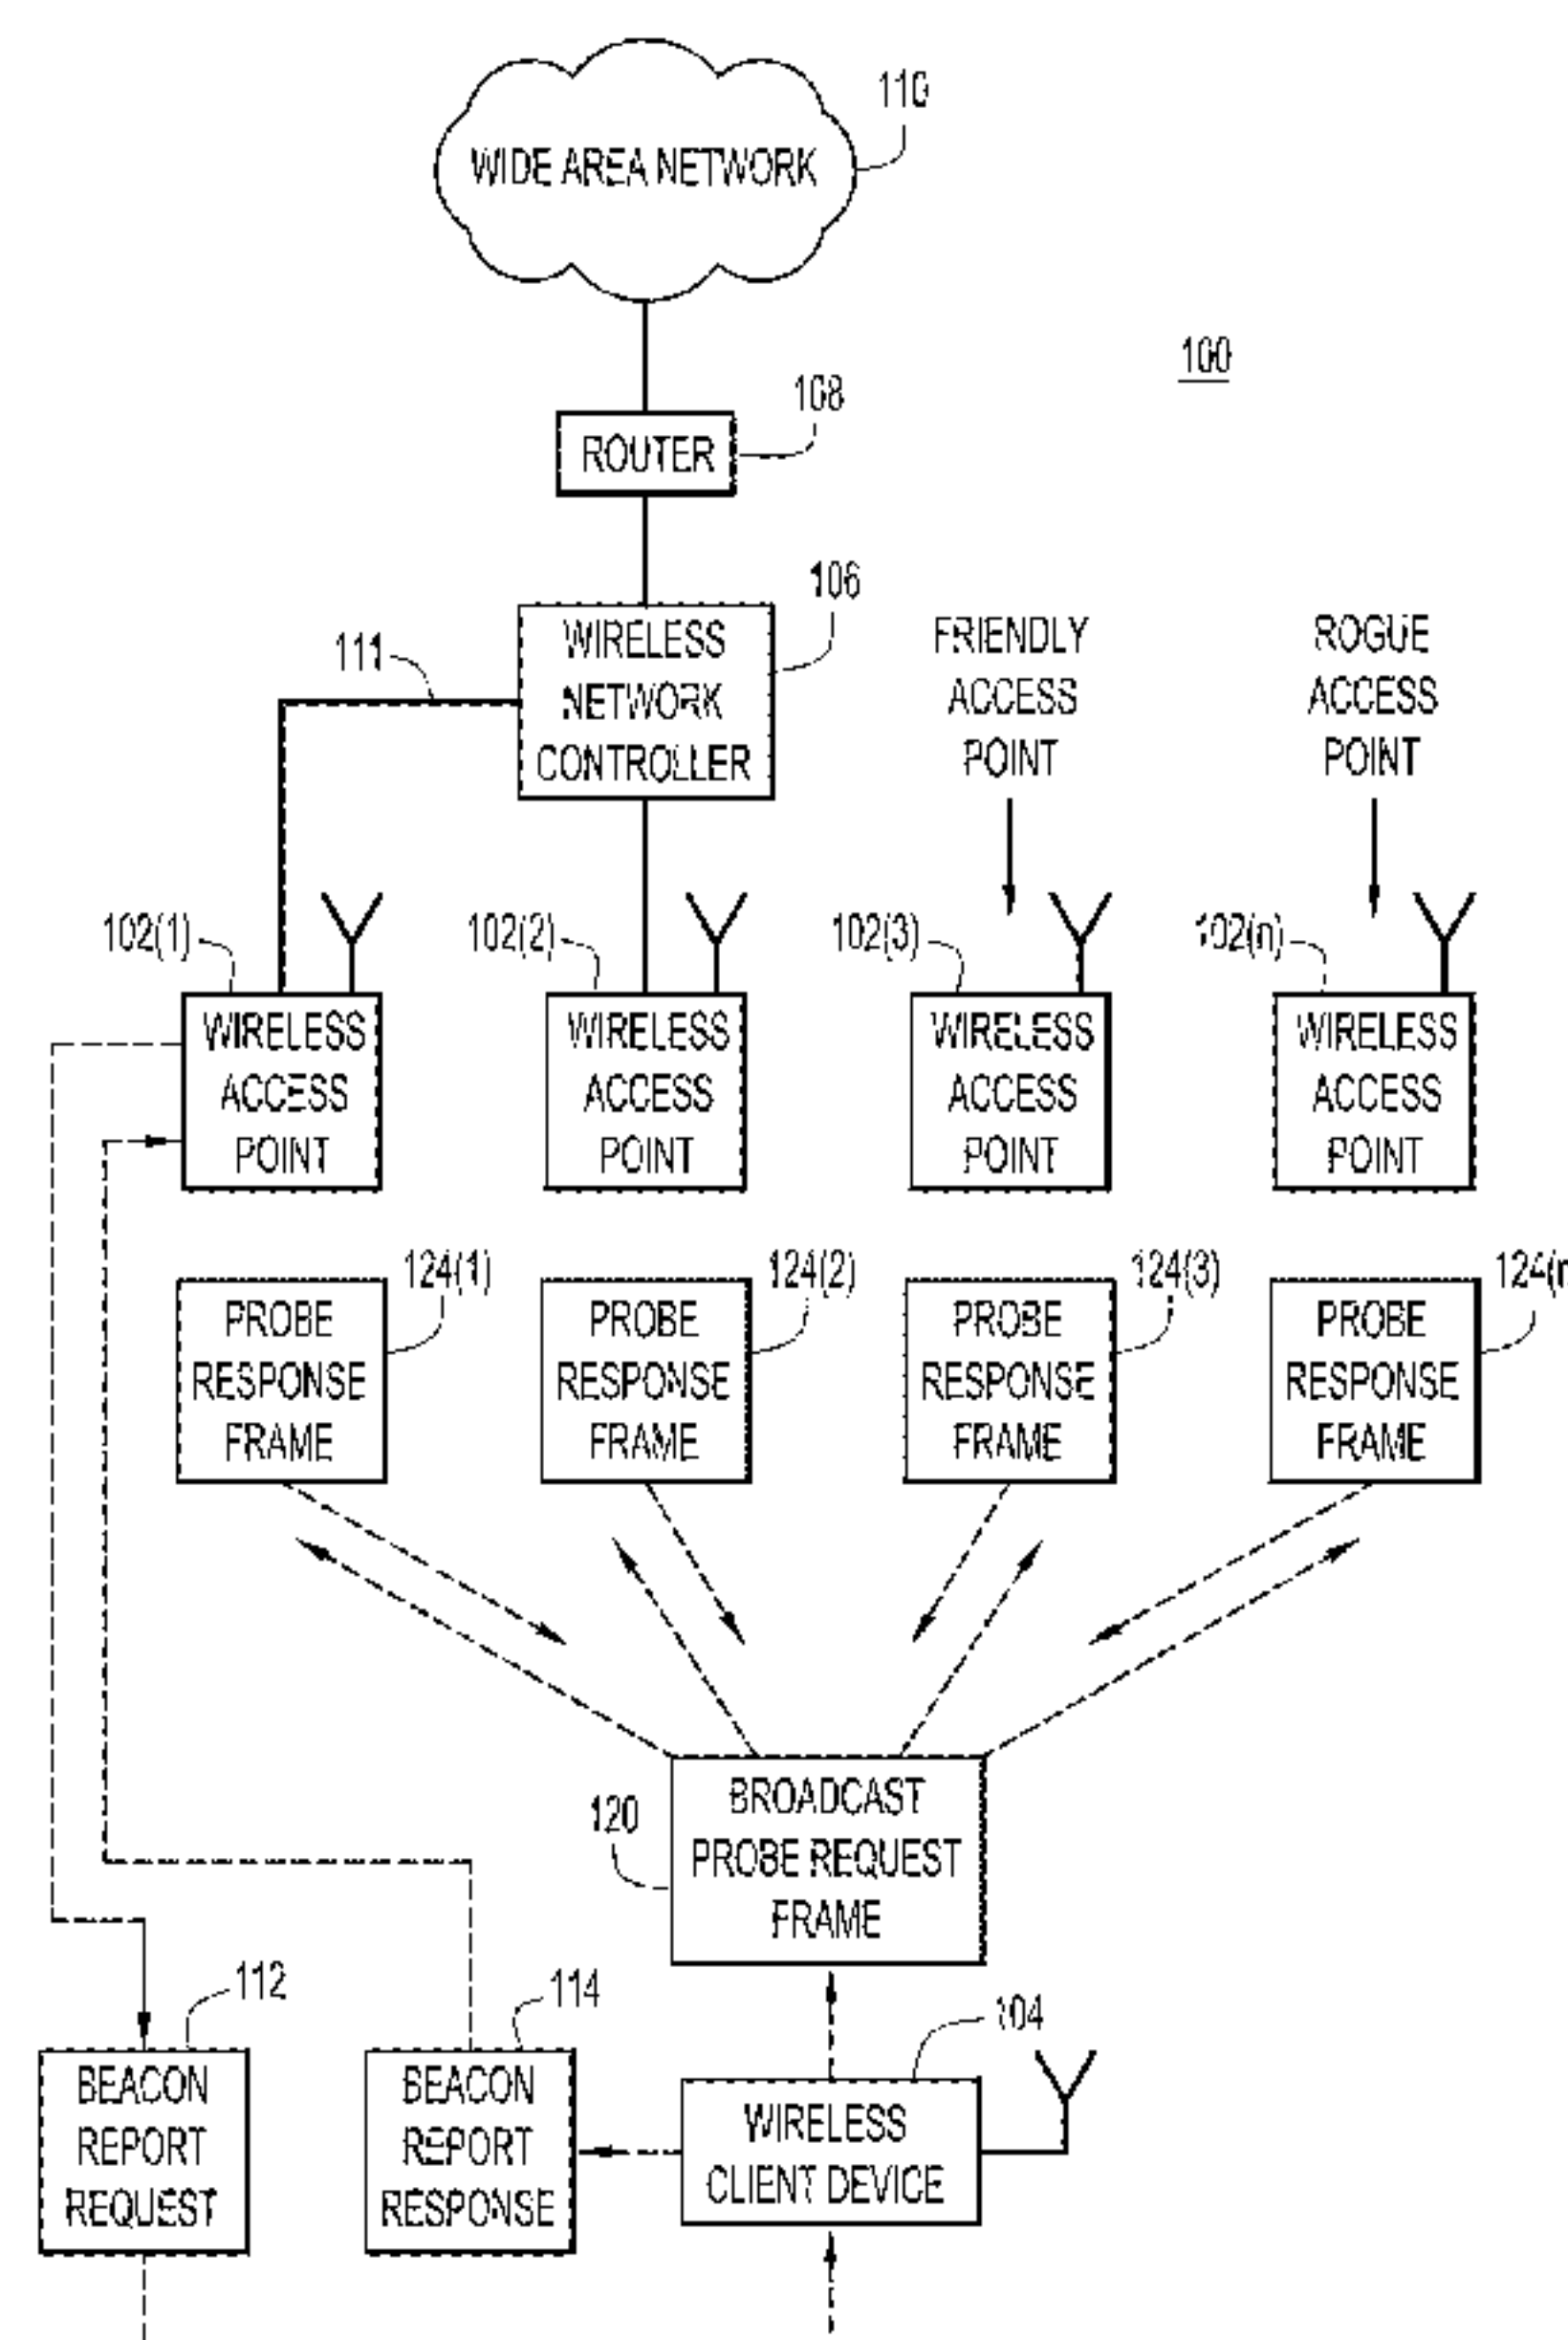 110
WIDE AREA NETWORK
100
108
ROUTER
106
111
WIRELESS
NETWORK
CONTROLLER
FRIENDLY
ACCESS
POINT
ROGUE
ACCESS
POINT
102(1)
102(2)
102(3)
102(n)
WIRELESS
ACCESS
POINT
WIRELESS
ACCESS
POINT
WIRELESS
ACCESS
POINT
WIRELESS
ACCESS
POINT
124(1)
124(2)
124(3)
124(n
PROBE
RESPONSE
FRAME
PROBE
RESPONSE
FRAME
PROBE
RESPONSE
FRAME
PROBE
RESPONSE
FRAME
120
BROADCAST
PROBE REQUEST
FRAME
112
114
104
BEACON
REPORT
REQUEST
BEACON
REPORT
RESPONSE
WIRELESS
CLIENT DEVICE